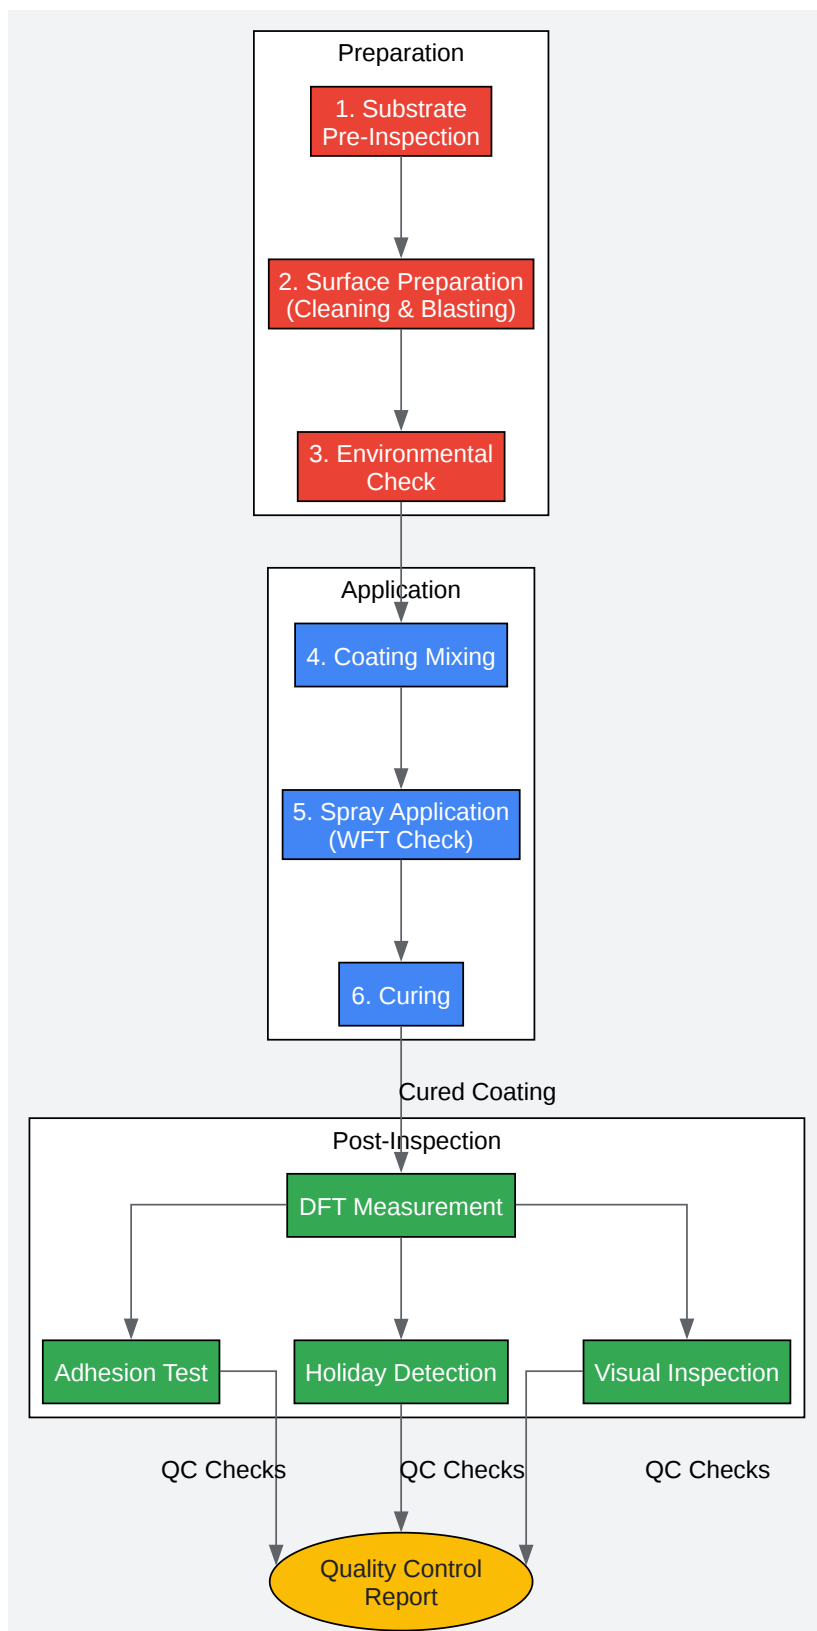 Preparation
1. Substrate
Pre-Inspection
2. Surface Preparation
(Cleaning & Blasting)
3. Environmental
Check
Application
4. Coating Mixing
5. Spray Application
(WFT Check)
6. Curing
Cured Coating
Post-Inspection
DFT Measurement
Adhesion Test
Holiday Detection
Visual Inspection
QC Checks
QC Checks
QC Checks
Quality Control
Report